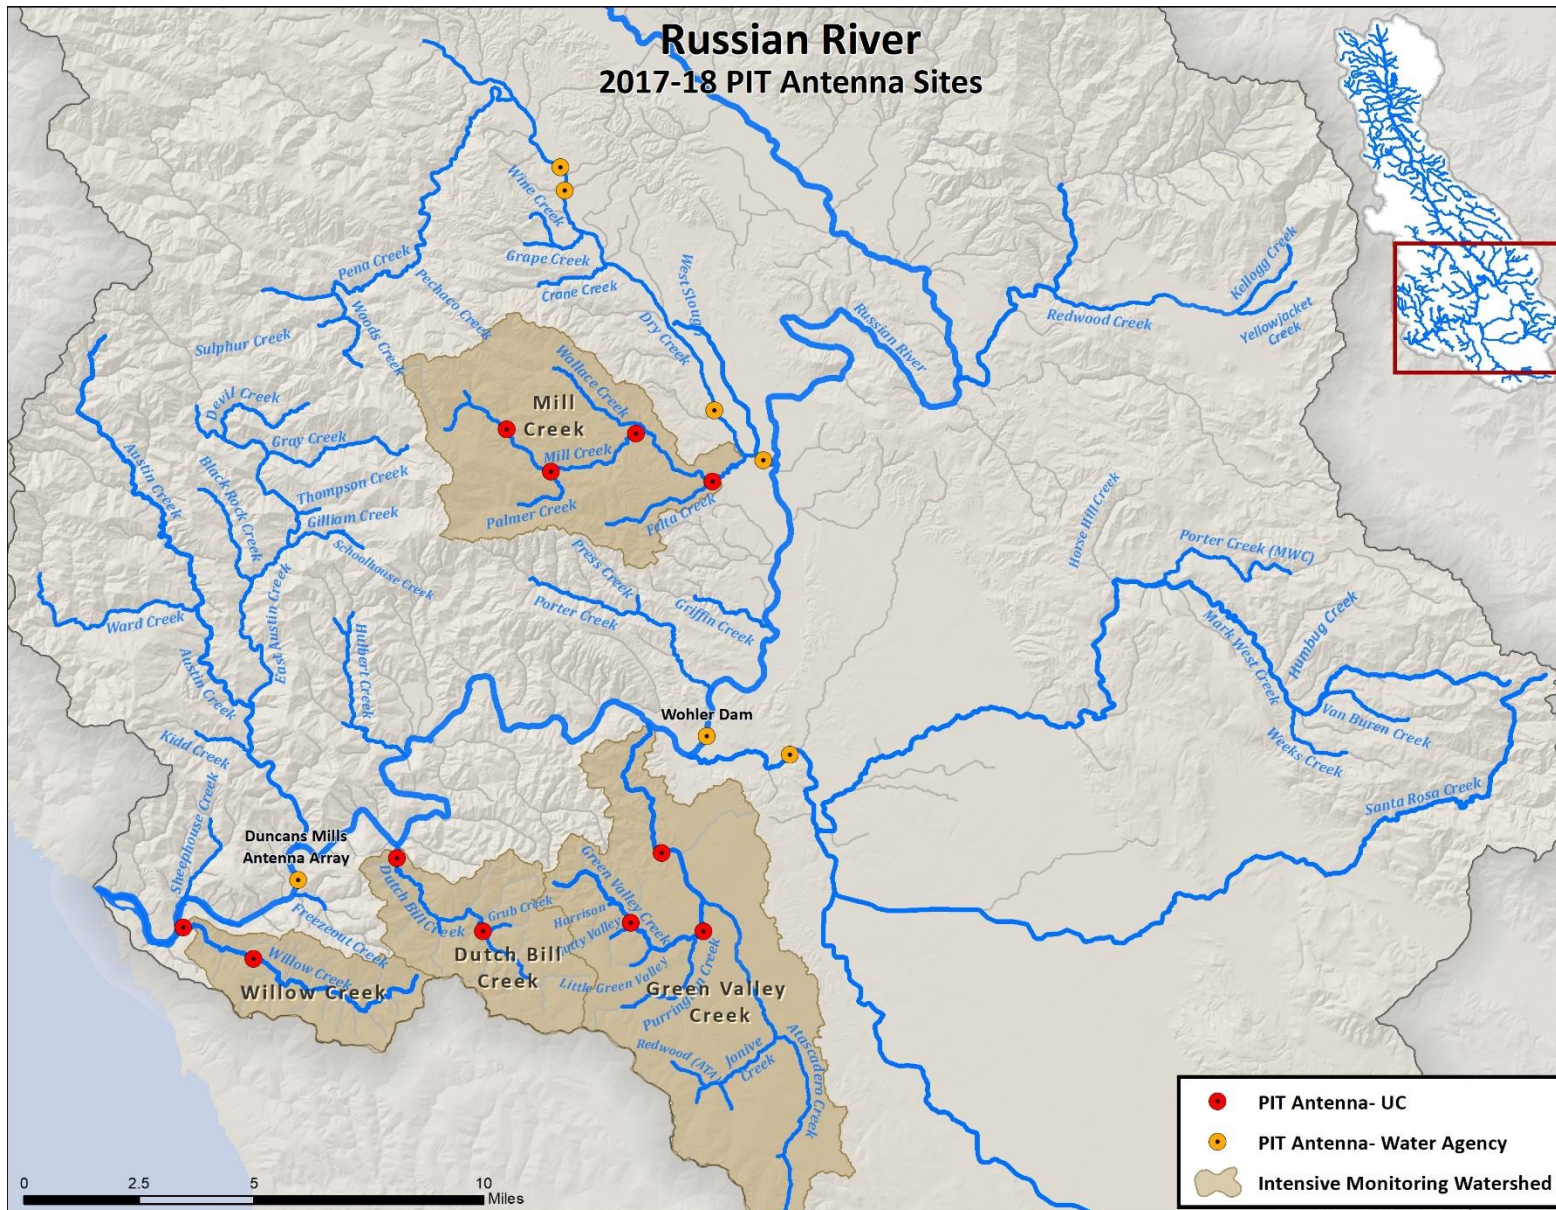 Russian River
2017-18 PIT Antenna Sites
Wine Creek
Grape Creek
Crane Creek
Pena Creek
Pechaco Creek
Woods Creek
Sulphur Creek
West Slough
Dry Creek
Russian River
Redwood Creek
Kellogg Creek
Yellowjacket
Creek
Wallace Creek
Mill
Creek
Mill Creek
Palmer Creek
Felta Creek
Devil Creek
Gray Creek
Austin Creek
Black Rock Creek
Thompson Creek
Gilliam Creek
Schoolhouse Creek
East Austin Creek
Ward Creek
Austin Creek
Hulbert Creek
Kidd Creek
Press Creek
Porter Creek
Griffin Creek
Horse Hill Creek
Porter Creek (MWC)
Mark West Creek
Humbug Creek
Van Buren Creek
Weeks Creek
Santa Rosa Creek
Wohler Dam
Sheephouse Creek
Duncans Mills
Antenna Array
Freezeout Creek
Willow Creek
Willow Creek
Dutch Bill Creek
Grub Creek
Dutch Bill
Creek
Green Valley Creek
Harrison
Nutty Valley
Little Green Valley
Purrington Creek
Green Valley
Creek
Redwood (ATA)
Jonive
Creek
Atascadero Creek
PIT Antenna- UC
PIT Antenna- Water Agency
Intensive Monitoring Watershed
0 2.5 5 10
Miles